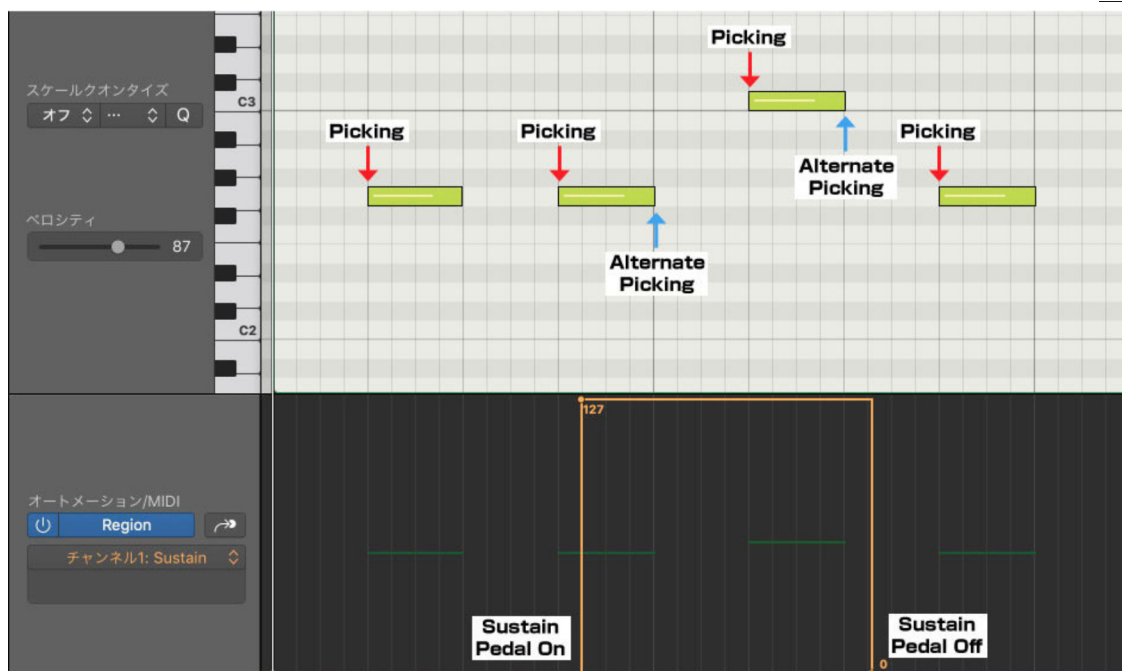 Picking
スケールクオンタイズ
オフ ... Q
C3
Picking
Picking
Picking
Alternate
Picking
ベロシティ
87
Alternate
Picking
C2
127
オートメーション/MIDI
Region
チャンネル1: Sustain
Sustain
Pedal On
Sustain
Pedal Off
0